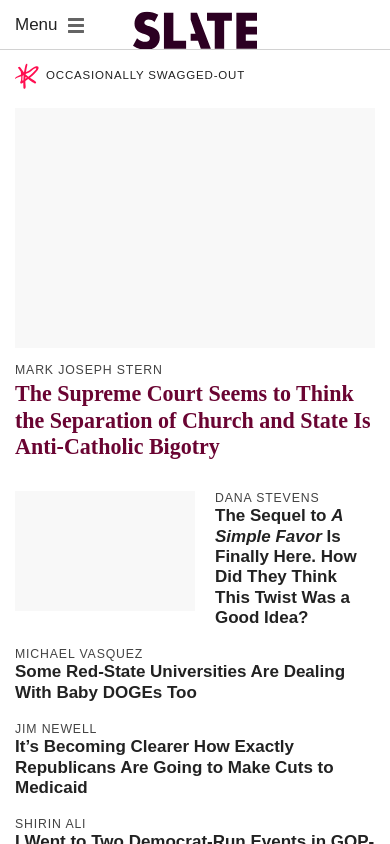 Menu
SLATE
OCCASIONALLY SWAGGED-OUT
MARK JOSEPH STERN
The Supreme Court Seems to Think
the Separation of Church and State Is
Anti-Catholic Bigotry
DANA STEVENS
The Sequel to A
Simple Favor Is
Finally Here. How
Did They Think
This Twist Was a
Good Idea?
MICHAEL VASQUEZ
Some Red-State Universities Are Dealing
With Baby DOGEs Too
JIM NEWELL
It’s Becoming Clearer How Exactly
Republicans Are Going to Make Cuts to
Medicaid
SHIRIN ALI
I Went to Two Democrat-Run Events in GOP-